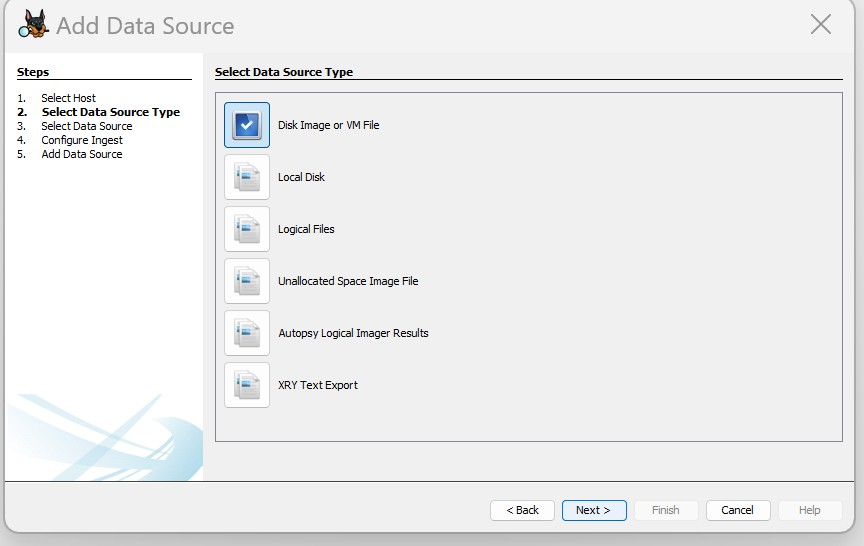 Add Data Source
Steps
1. Select Host
2. Select Data Source Type
3. Select Data Source
4. Configure Ingest
5. Add Data Source
Select Data Source Type
Disk Image or VM File
Local Disk
Logical Files
Unallocated Space Image File
Autopsy Logical Imager Results
XRY Text Export
< Back
Next >
Finish
Cancel
Help